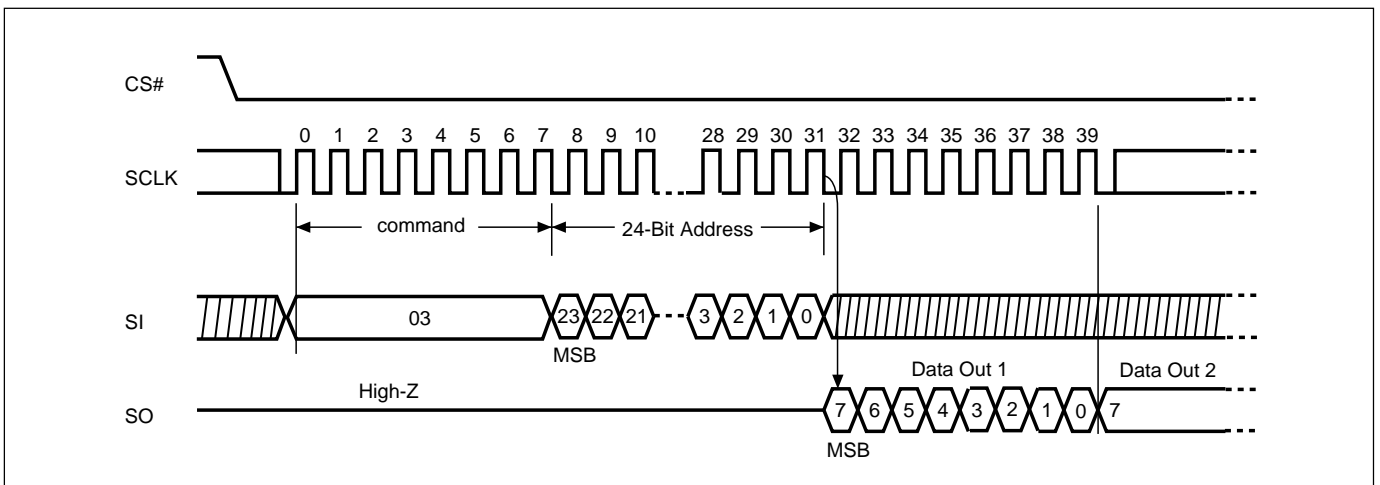 CS#
0 1 2 3 4 5 6 7 8 9 10 28 29 30 31 32 33 34 35 36 37 38 39
SCLK
command 24-Bit Address
SI 03 23 22 21 3 2 1 0
MSB
Data Out 1 Data Out 2
High-Z
SO 7 6 5 4 3 2 1 0 7
MSB